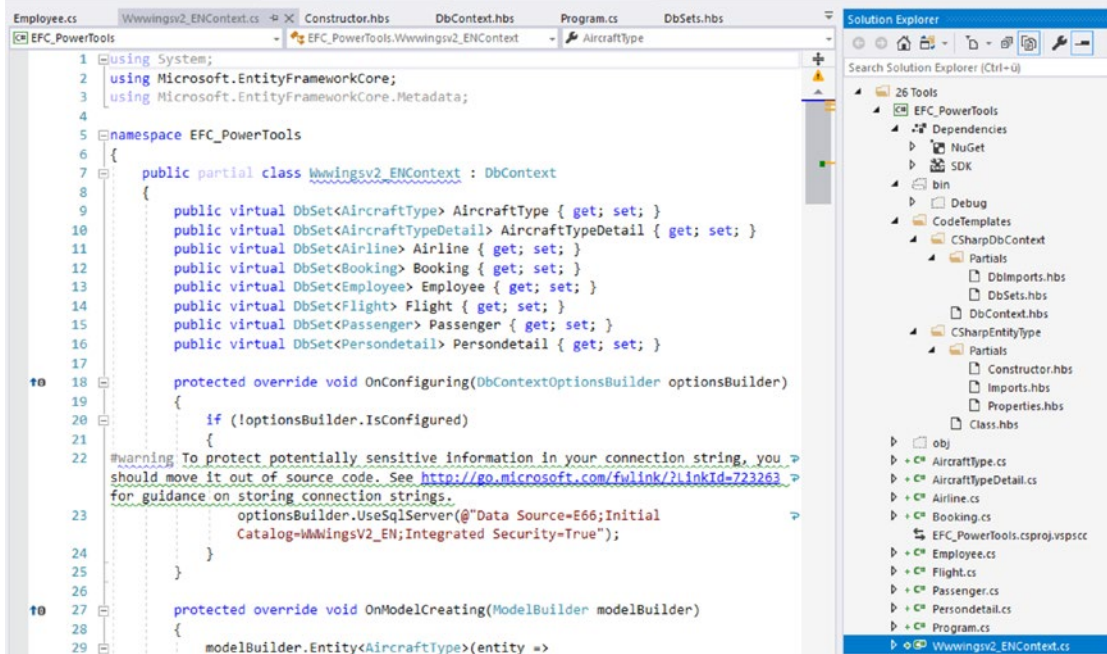 Employee.cs Wwwingsv2_ENContext.cs Constructor.hbs DbContext.hbs Program.cs DbSets.hbs
EFC_PowerTools EFC_PowerTools.Wwwingsv2_ENContext AircraftType
1 using System;
2 using Microsoft.EntityFrameworkCore;
3 using Microsoft.EntityFrameworkCore.Metadata;
4
5 namespace EFC_PowerTools
6 {
7 public partial class Wwwingsv2_ENContext : DbContext
8 {
9 public virtual DbSet<AircraftType> AircraftType { get; set; }
10 public virtual DbSet<AircraftTypeDetail> AircraftTypeDetail { get; set; }
11 public virtual DbSet<Airline> Airline { get; set; }
12 public virtual DbSet<Booking> Booking { get; set; }
13 public virtual DbSet<Employee> Employee { get; set; }
14 public virtual DbSet<Flight> Flight { get; set; }
15 public virtual DbSet<Passenger> Passenger { get; set; }
16 public virtual DbSet<Persondetail> Persondetail { get; set; }
17
18 protected override void OnConfiguring(DbContextOptionsBuilder optionsBuilder)
19 {
20 if (!optionsBuilder.IsConfigured)
21 {
22 #warning To protect potentially sensitive information in your connection string, you
should move it out of source code. See http://go.microsoft.com/fwlink/?LinkId=723263
for guidance on storing connection strings.
23 optionsBuilder.UseSqlServer(@"Data Source=E66;Initial
Catalog=WWWingsV2_EN;Integrated Security=True");
24 }
25 }
26
27 protected override void OnModelCreating(ModelBuilder modelBuilder)
28 {
29 modelBuilder.Entity<AircraftType>(entity =>
Solution Explorer
Search Solution Explorer (Ctrl+ü)
26 Tools
C# EFC_PowerTools
Dependencies
NuGet
SDK
bin
Debug
CodeTemplates
CSharpDbContext
Partials
DbImports.hbs
DbSets.hbs
DbContext.hbs
CSharpEntityType
Partials
Constructor.hbs
Imports.hbs
Properties.hbs
Class.hbs
obj
+ C# AircraftType.cs
+ C# AircraftTypeDetail.cs
+ C# Airline.cs
+ C# Booking.cs
EFC_PowerTools.csproj.vspscc
+ C# Employee.cs
+ C# Flight.cs
+ C# Passenger.cs
+ C# Persondetail.cs
+ C# Program.cs
Wwwingsv2_ENContext.cs